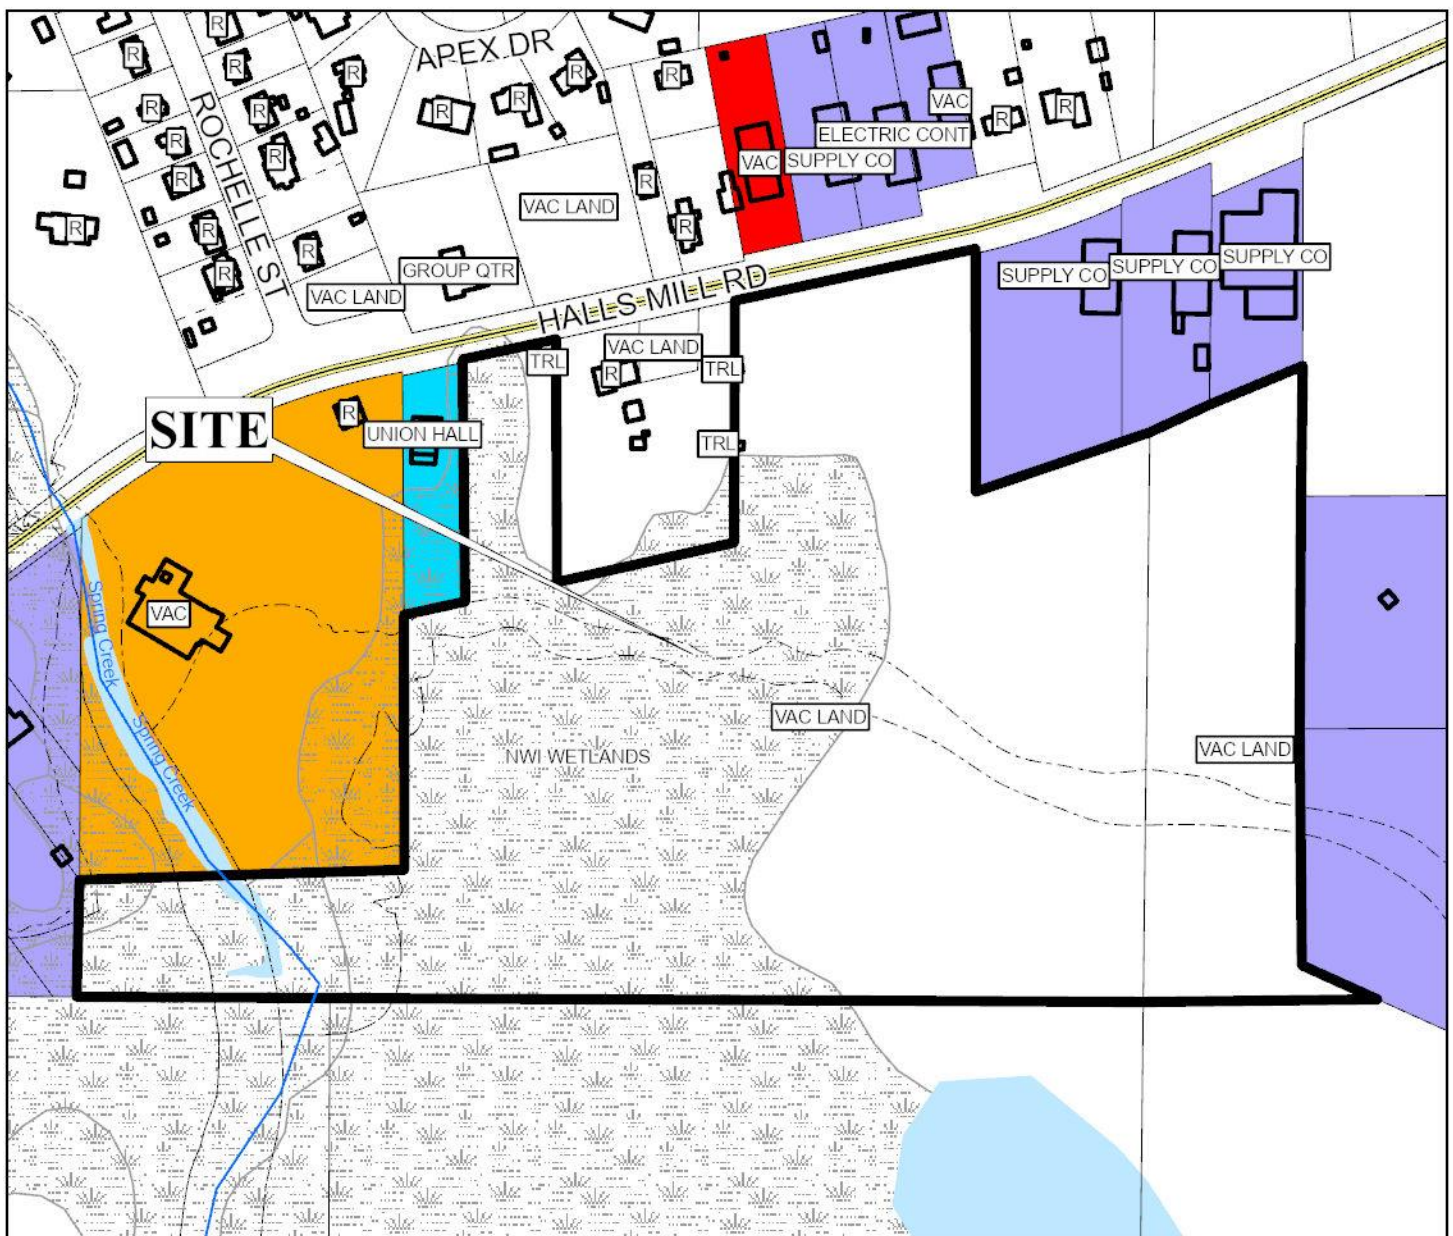 R
APEX DR
R
R
R
R
R
R
ROCHELLE ST
R
R
R
R
R
R
R
R
R
R
R
R
R
VAC
ELECTRIC CONT
VAC
SUPPLY CO
R
R
VAC LAND
GROUP QTR
VAC LAND
HALLS MILL RD
SUPPLY CO
SUPPLY CO
SUPPLY CO
TRL
VAC LAND
R
TRL
TRL
R
SITE
UNION HALL
VAC
Spring Creek
Spring Creek
VAC LAND
NWI WETLANDS
VAC LAND